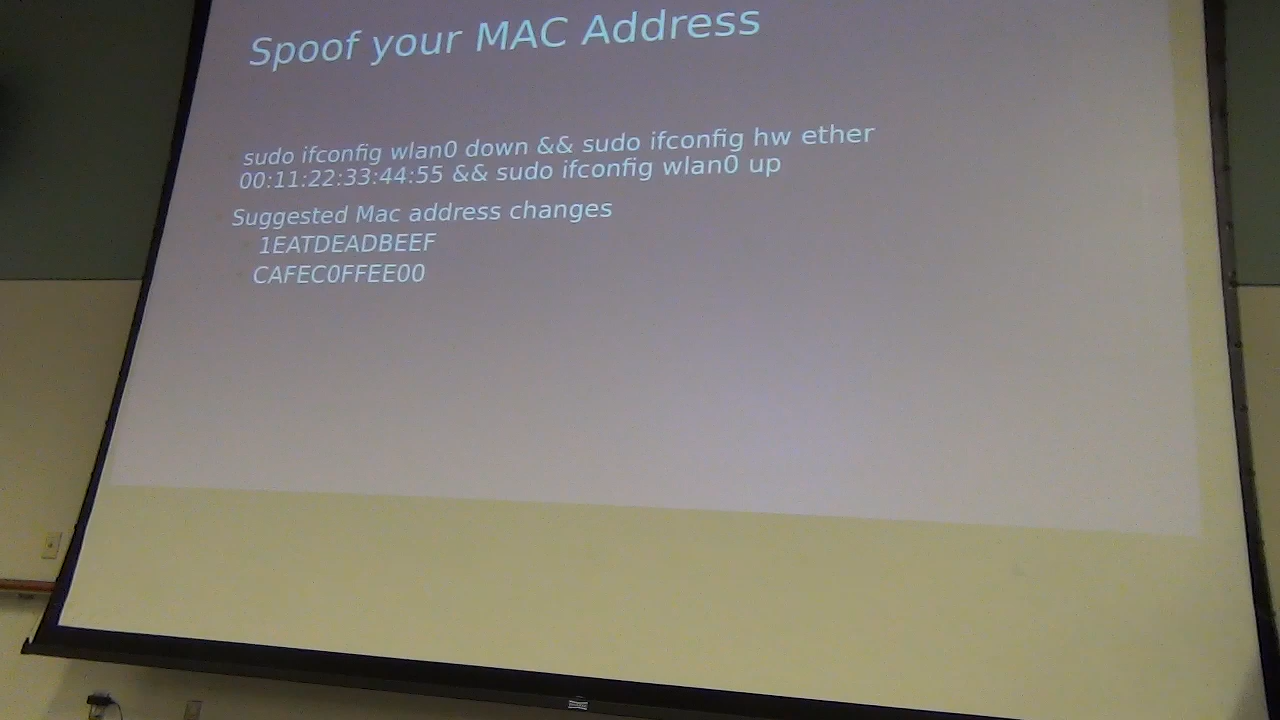 Spoof your MAC Address
sudo ifconfig wlan0 down && sudo ifconfig hw ether
00:11:22:33:44:55 && sudo ifconfig wlan0 up
Suggested Mac address changes
1EATDEADBEEF
CAFEC0FFEE00